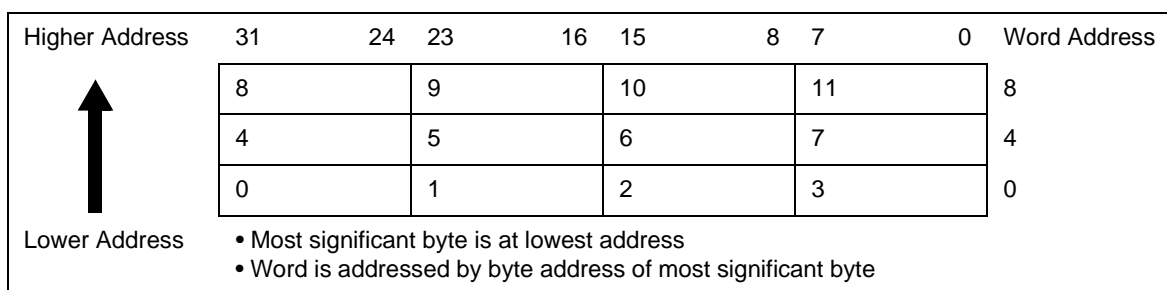 Higher Address 31 24 23 16 15 8 7 0 Word Address
8 9 10 11 8
4 5 6 7 4
0 1 2 3 0
Lower Address • Most significant byte is at lowest address
• Word is addressed by byte address of most significant byte